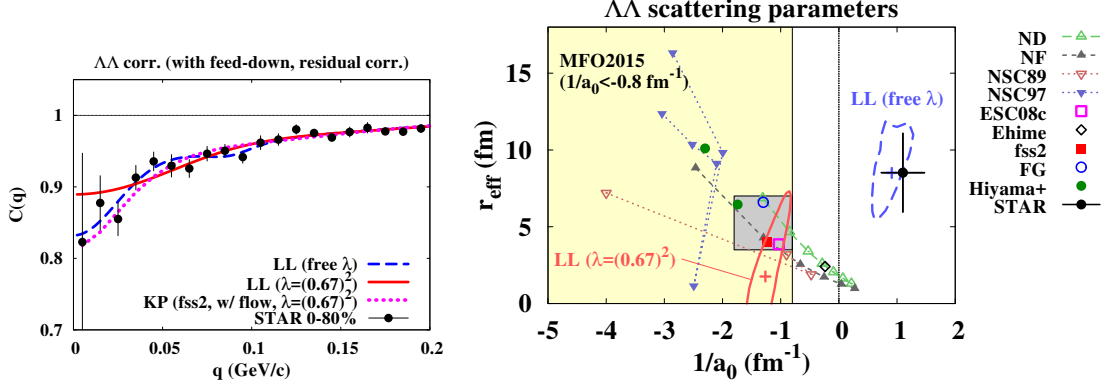 ΛΛ corr. (with feed-down, residual corr.)
C(q)
1
0.9
0.8
0.7
LL (free λ)
LL (λ=(0.67)²)
KP (fss2, w/ flow, λ=(0.67)²)
STAR 0-80%
0 0.05 0.1 0.15 0.2
q (GeV/c)
ΛΛ scattering parameters
r_eff (fm)
15
10
5
0
MFO2015
(1/a₀<-0.8 fm⁻¹)
LL (free λ)
LL (λ=(0.67)²)
-5 -4 -3 -2 -1 0 1 2
1/a₀ (fm⁻¹)
ND
NF
NSC89
NSC97
ESC08c
Ehime
fss2
FG
Hiyama+
STAR